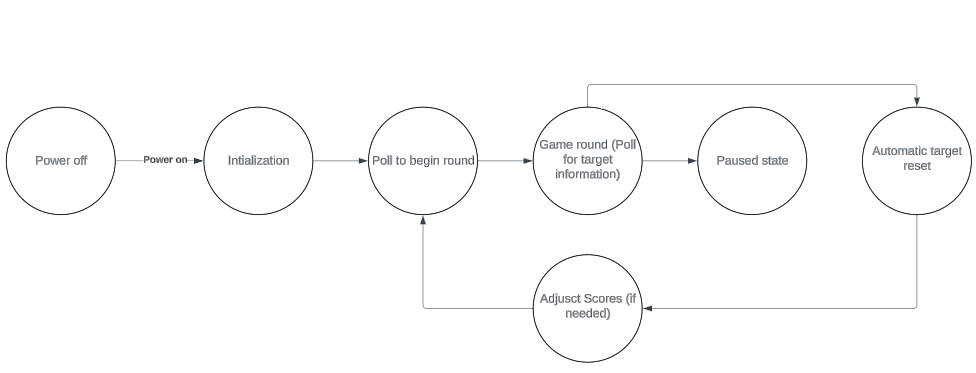 Power off
Power on
Intialization
Poll to begin round
Game round (Poll
for target
information)
Paused state
Automatic target
reset
Adjusct Scores (if
needed)